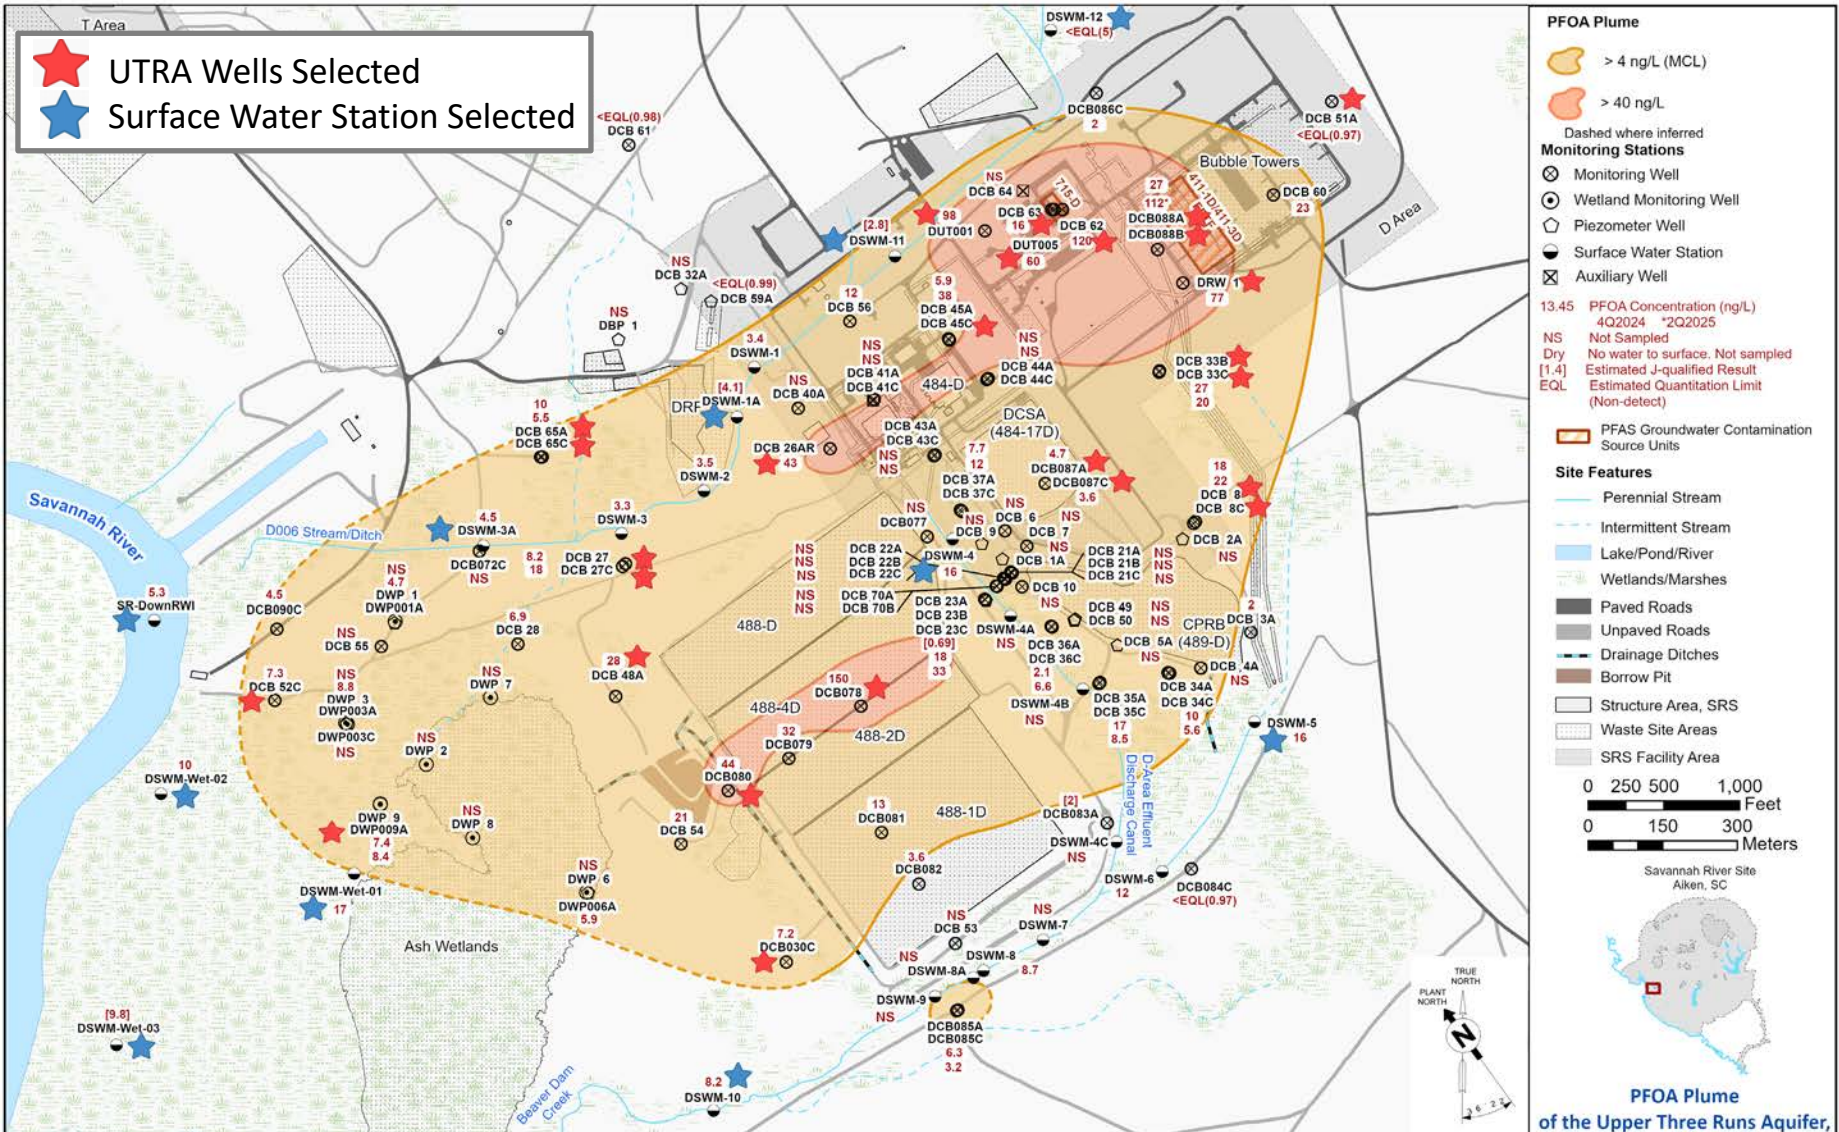 T Area
UTRA Wells Selected
Surface Water Station Selected
<EQL(0.98)
DCB 61
DSWM-12
<EQL(5)
DCB086C
2
DCB 51A
<EQL(0.97)
Bubble Towers
DCB 60
23
D Area
NS
DCB 64
715-D
27
112*
DCB088A
DCB088B
411-1D/411-3D
98
DUT001
DCB 63
16
DCB 62
120
DUT005
60
DRW 1
77
[2.8]
DSWM-11
NS
DCB 32A
<EQL(0.99)
DCB 59A
NS
DBP 1
12
DCB 56
5.9
38
DCB 45A
DCB 45C
3.4
DSWM-1
NS
NS
DCB 41A
DCB 41C
NS
NS
DCB 44A
DCB 44C
DCB 33B
DCB 33C
27
20
484-D
[4.1]
DSWM-1A
NS
DCB 40A
DCSA
(484-17D)
10
5.5
DCB 65A
DCB 65C
DCB 26AR
43
DCB 43A
DCB 43C
NS
NS
7.7
12
DCB 37A
DCB 37C
4.7
DCB087A
DCB087C
3.6
18
22
DCB 8C
3.5
DSWM-2
3.3
DSWM-3
Savannah River
D006 Stream/Ditch
4.5
DSWM-3A
DCB072C
NS
8.2
18
DCB 27
DCB 27C
NS
DCB077
NS
DCB 9
NS
DCB 6
NS
DCB 7
NS
DCB 1A
DCB 2A
NS
DSWM-4
16
NS
NS
NS
DCB 22A
DCB 22B
DCB 22C
NS
NS
DCB 70A
DCB 70B
DCB 21A
DCB 21B
DCB 21C
NS
NS
NS
DCB 10
NS
DCB 23A
DCB 23B
DCB 23C
[0.69]
18
33
DSWM-4A
NS
DCB 49
DCB 50
NS
NS
DCB 36A
DCB 36C
2.1
6.6
DCB 5A
NS
CPRB
(489-D)
2
DCB 3A
DCB 4A
NS
5.3
SR-DownRWI
4.5
DCB090C
NS
4.7
DWP 1
DWP001A
NS
DCB 55
6.9
DCB 28
488-D
28
DCB 48A
7.3
DCB 52C
NS
8.8
DWP 3
DWP003A
DWP003C
NS
NS
DWP 7
150
DCB078
488-4D
488-2D
DSWM-4B
NS
DCB 35A
DCB 35C
17
8.5
DCB 34A
DCB 34C
10
5.6
DSWM-5
16
NS
DWP 2
32
DCB079
44
DCB080
10
DSWM-Wet-02
DWP 9
DWP009A
7.4
8.4
NS
DWP 8
21
DCB 54
13
DCB081
488-1D
[2]
DCB083A
D-Area Effluent
Discharge Canal
DSWM-4C
NS
3.6
DCB082
DSWM-6
12
DCB084C
<EQL(0.97)
DSWM-Wet-01
17
NS
DWP 6
DWP006A
5.9
Ash Wetlands
7.2
DCB030C
NS
DCB 53
NS
DSWM-7
NS
DSWM-8A
DSWM-8
8.7
DSWM-9
NS
DCB085A
DCB085C
6.3
3.2
[9.8]
DSWM-Wet-03
8.2
DSWM-10
Beaver Dam
Creek
TRUE
NORTH
PLANT
NORTH
N
PFOA Plume
> 4 ng/L (MCL)
> 40 ng/L
Dashed where inferred
Monitoring Stations
Monitoring Well
Wetland Monitoring Well
Piezometer Well
Surface Water Station
Auxiliary Well
13.45 PFOA Concentration (ng/L)
4Q2024 *2Q2025
NS Not Sampled
Dry No water to surface. Not sampled
[1.4] Estimated J-qualified Result
EQL Estimated Quantitation Limit
(Non-detect)
PFAS Groundwater Contamination
Source Units
Site Features
Perennial Stream
Intermittent Stream
Lake/Pond/River
Wetlands/Marshes
Paved Roads
Unpaved Roads
Drainage Ditches
Borrow Pit
Structure Area, SRS
Waste Site Areas
SRS Facility Area
0 250 500 1,000
Feet
0 150 300
Meters
Savannah River Site
Aiken, SC
PFOA Plume
of the Upper Three Runs Aquifer,